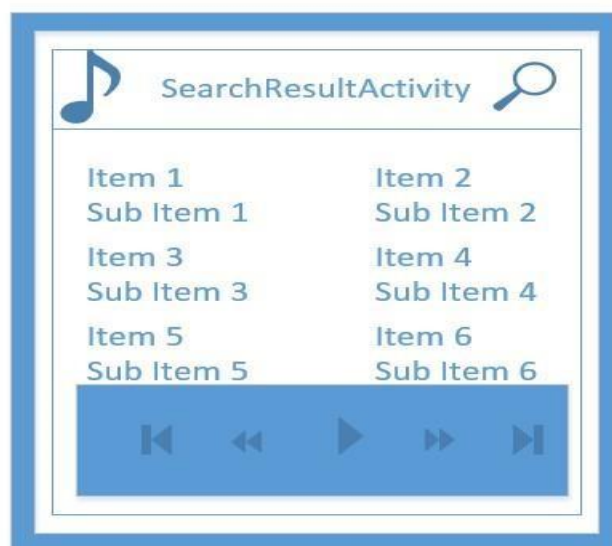 SearchResultActivity
Item 1 Item 2
Sub Item 1 Sub Item 2
Item 3 Item 4
Sub Item 3 Sub Item 4
Item 5 Item 6
Sub Item 5 Sub Item 6